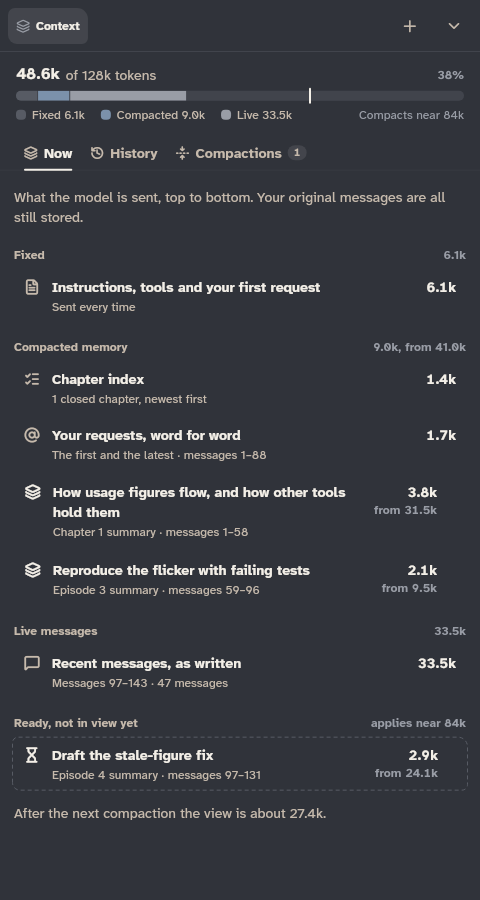 Context
48.6k of 128k tokens
38%
Fixed 6.1k
Compacted 9.0k
Live 33.5k
Compacts near 84k
Now
History
Compactions 1
What the model is sent, top to bottom. Your original messages are all
still stored.
Fixed
6.1k
Instructions, tools and your first request
6.1k
Sent every time
Compacted memory
9.0k, from 41.0k
Chapter index
1.4k
1 closed chapter, newest first
Your requests, word for word
1.7k
The first and the latest · messages 1–88
How usage figures flow, and how other tools
hold them
3.8k
from 31.5k
Chapter 1 summary · messages 1–58
Reproduce the flicker with failing tests
2.1k
Episode 3 summary · messages 59–96
from 9.5k
Live messages
33.5k
Recent messages, as written
33.5k
Messages 97–143 · 47 messages
Ready, not in view yet
applies near 84k
Draft the stale-figure fix
2.9k
Episode 4 summary · messages 97–131
from 24.1k
After the next compaction the view is about 27.4k.